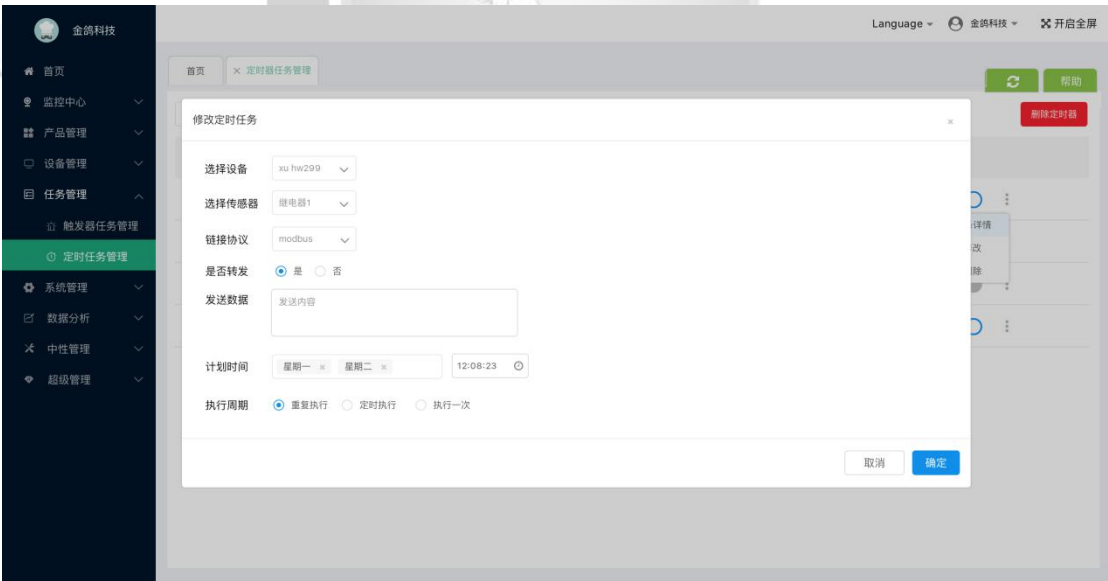 金鸽科技
Language
金鸽科技
开启全屏
首页
监控中心
产品管理
设备管理
任务管理
触发器任务管理
定时任务管理
系统管理
数据分析
中性管理
超级管理
首页
× 定时器任务管理
帮助
删除定时器
修改定时任务
×
选择设备 xu hw299
选择传感器 继电器1
链接协议 modbus
是否转发 是 否
发送数据 发送内容
计划时间 星期一 × 星期二 × 12:08:23
执行周期 重复执行 定时执行 执行一次
取消 确定
详情
改
除